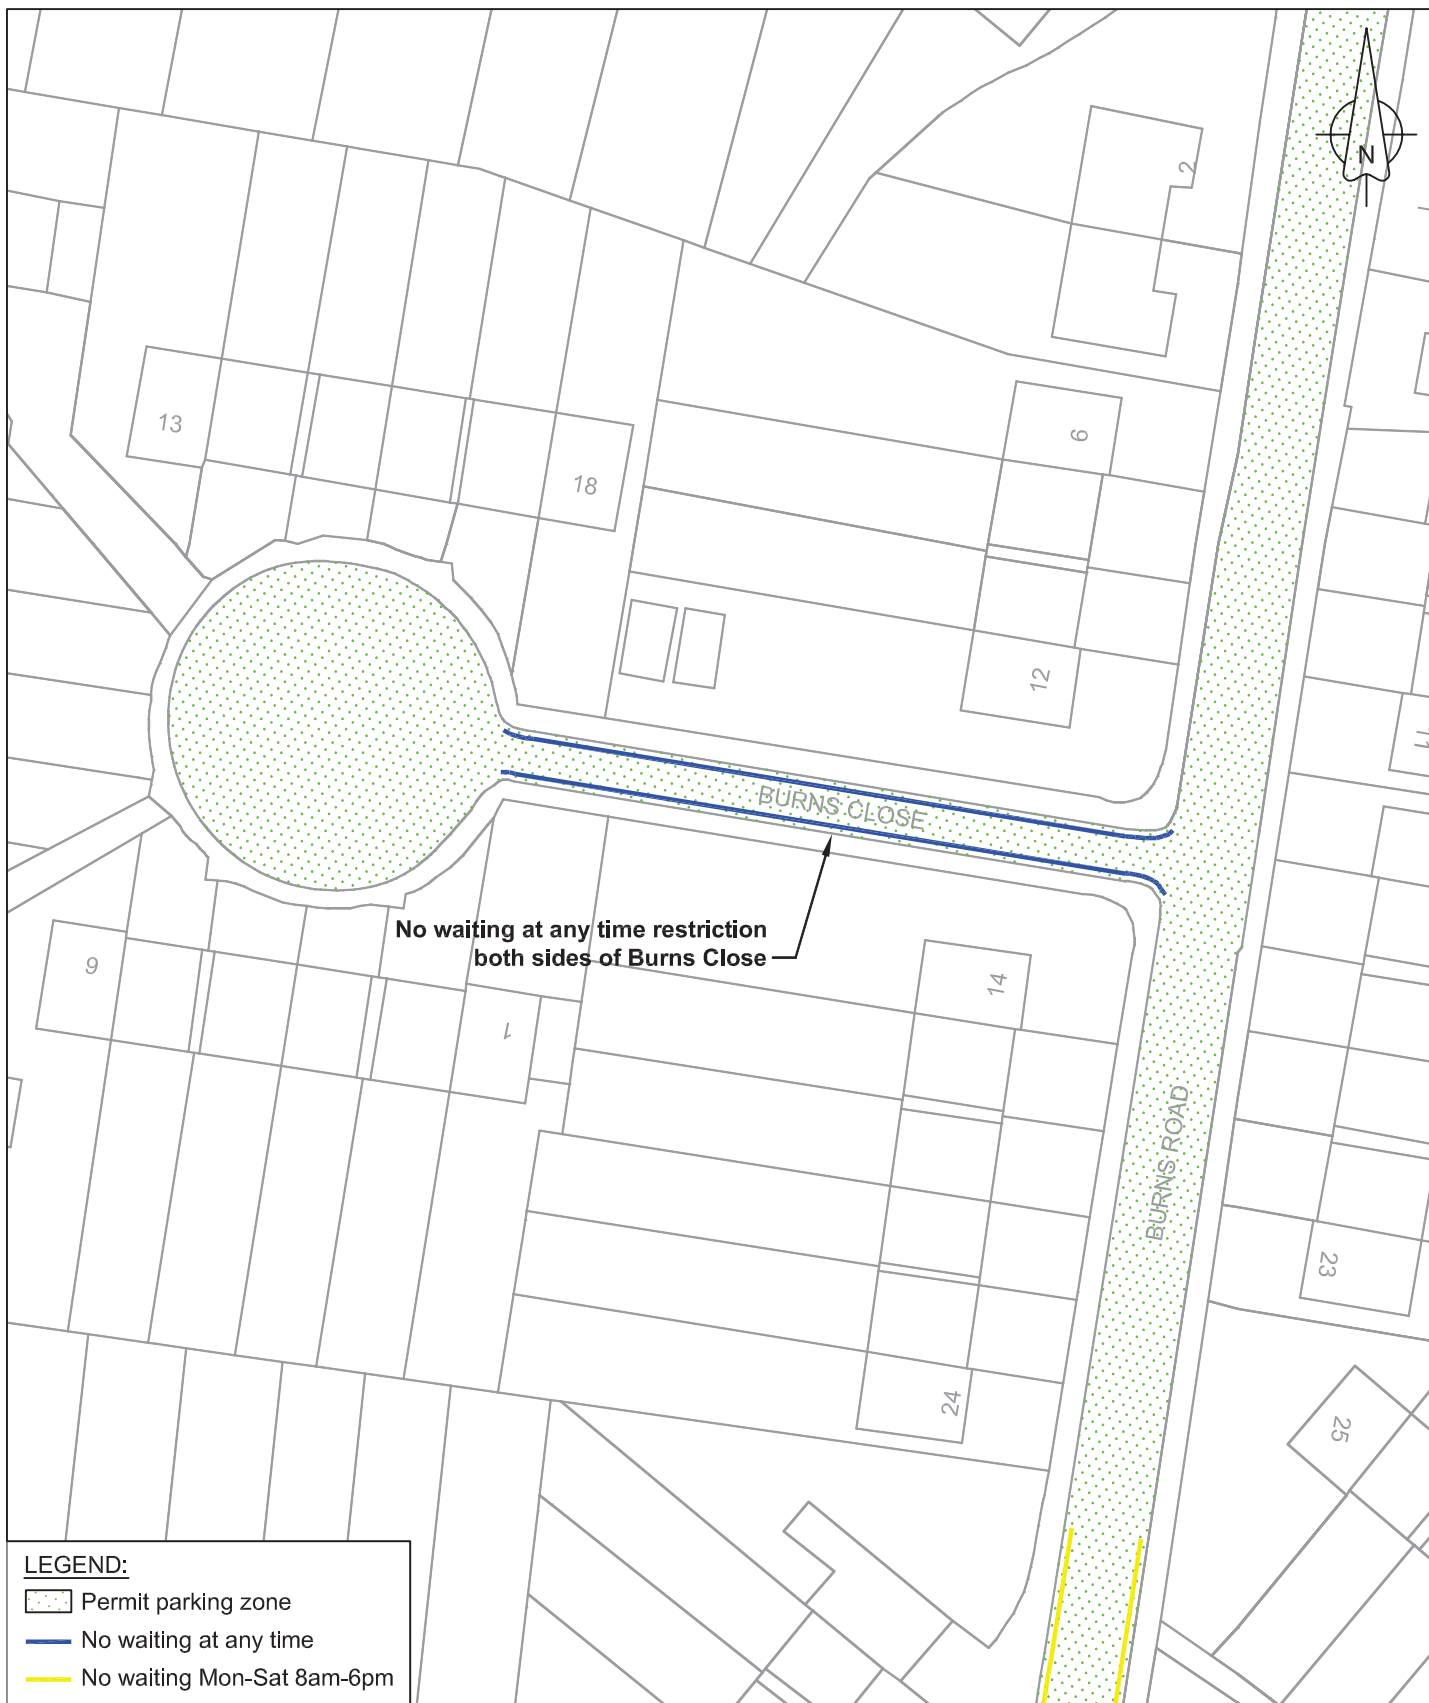 N
2
6
13
18
12
11
BURNS CLOSE
No waiting at any time restriction
both sides of Burns Close
9
1
14
BURNS ROAD
23
24
25
LEGEND:
Permit parking zone
No waiting at any time
No waiting Mon-Sat 8am-6pm